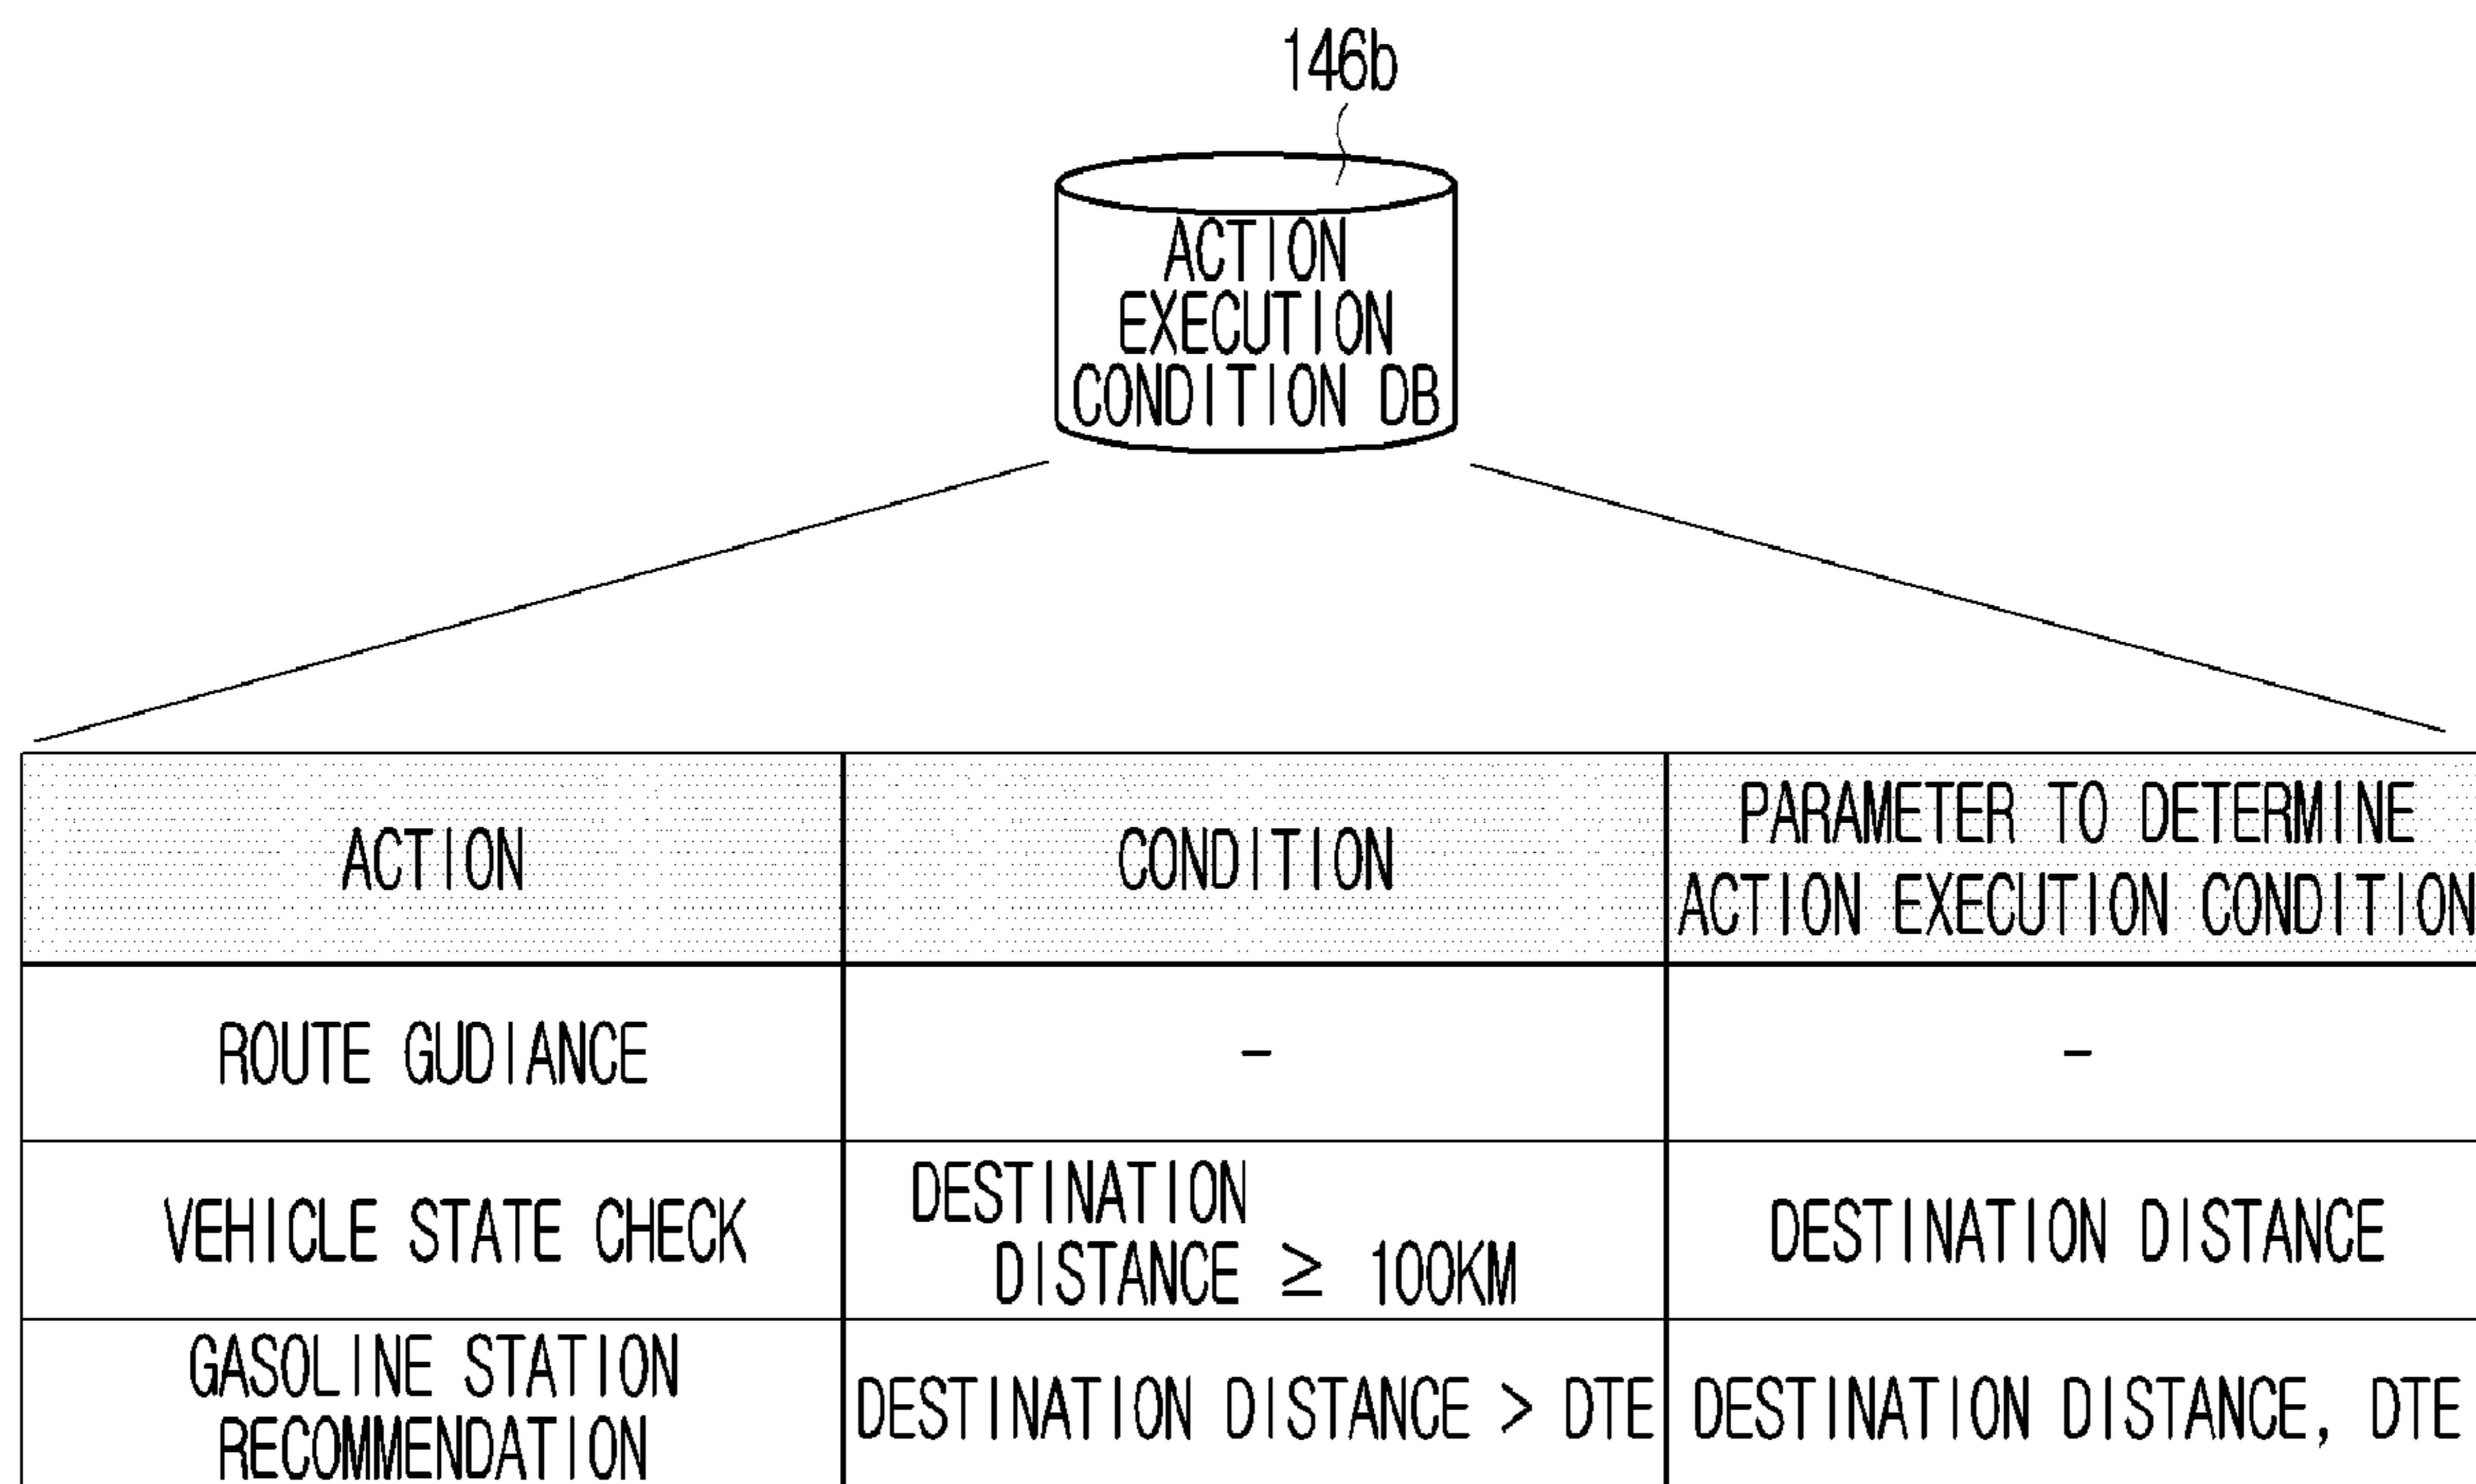 146b
ACTION
EXECUTION
CONDITION DB
ACTION
CONDITION
PARAMETER TO DETERMINE
ACTION EXECUTION CONDITION
ROUTE GUDIANCE
-
-
VEHICLE STATE CHECK
DESTINATION
DISTANCE ≥ 100KM
DESTINATION DISTANCE
GASOLINE STATION
RECOMMENDATION
DESTINATION DISTANCE > DTE
DESTINATION DISTANCE, DTE